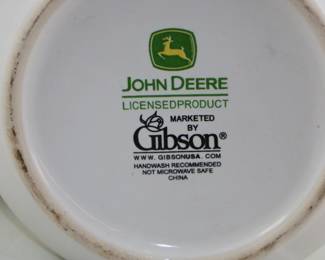 JOHN DEERE
LICENSEDPRODUCT
MARKETED
BY
Gibson®
WWW.GIBSONUSA.COM
HANDWASH RECOMMENDED
NOT MICROWAVE SAFE
CHINA